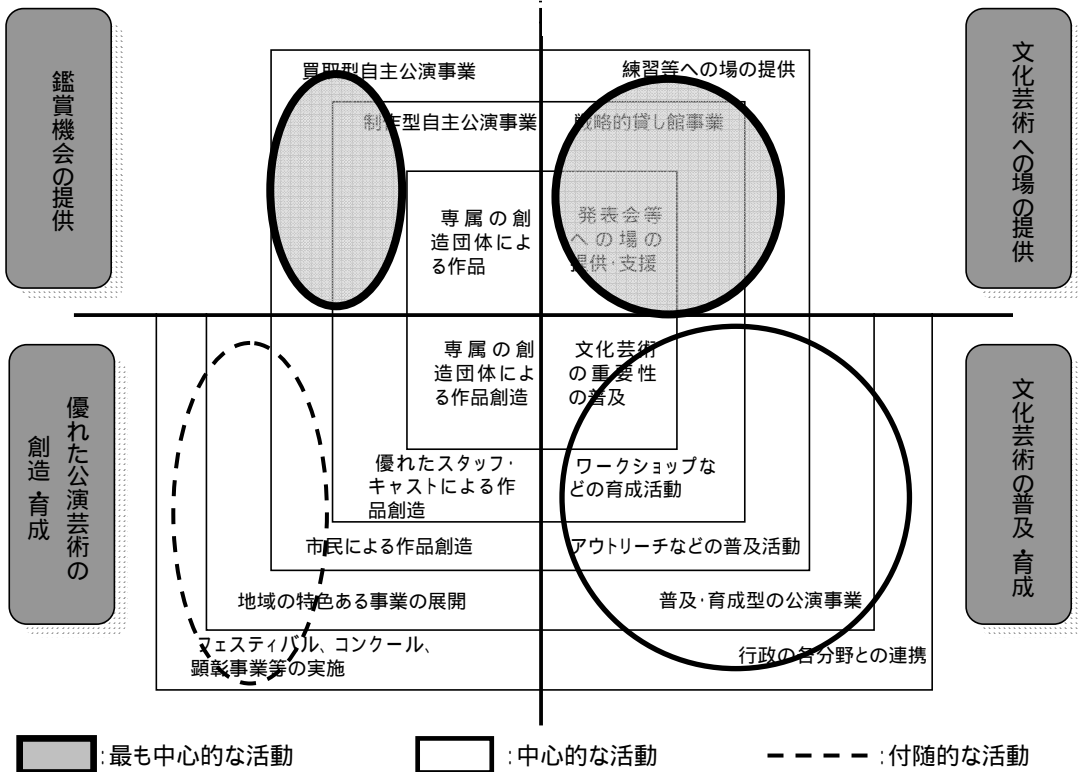 鑑賞機会の提供
文化芸術への場の提供
買取型自主公演事業
練習等への場の提供
制作型自主公演事業
戦略的貸し館事業
専属の創
造団体によ
る作品
発表会等
への場の
提供・支援
専属の創
造団体によ
る作品創造
文化芸術
の重要性
の普及
優れた公演芸術の
創造・育成
文化芸術の普及・育成
優れたスタッフ・
キャストによる作
品創造
ワークショップな
どの育成活動
市民による作品創造
アウトリーチなどの普及活動
地域の特色ある事業の展開
普及・育成型の公演事業
フェスティバル、コンクール、
顕彰事業等の実施
行政の各分野との連携
:最も中心的な活動
:中心的な活動
:付随的な活動